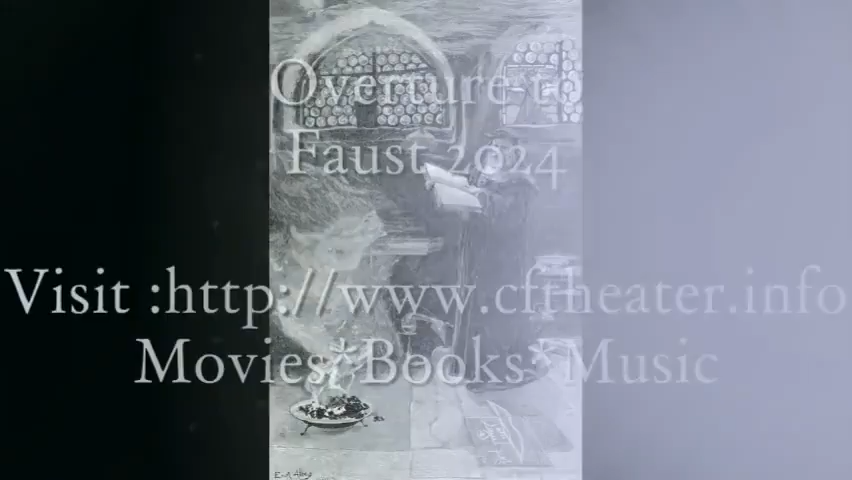 Overture to
Faust 2024
Visit :http://www.cftheater.info
Movies*Books*Music